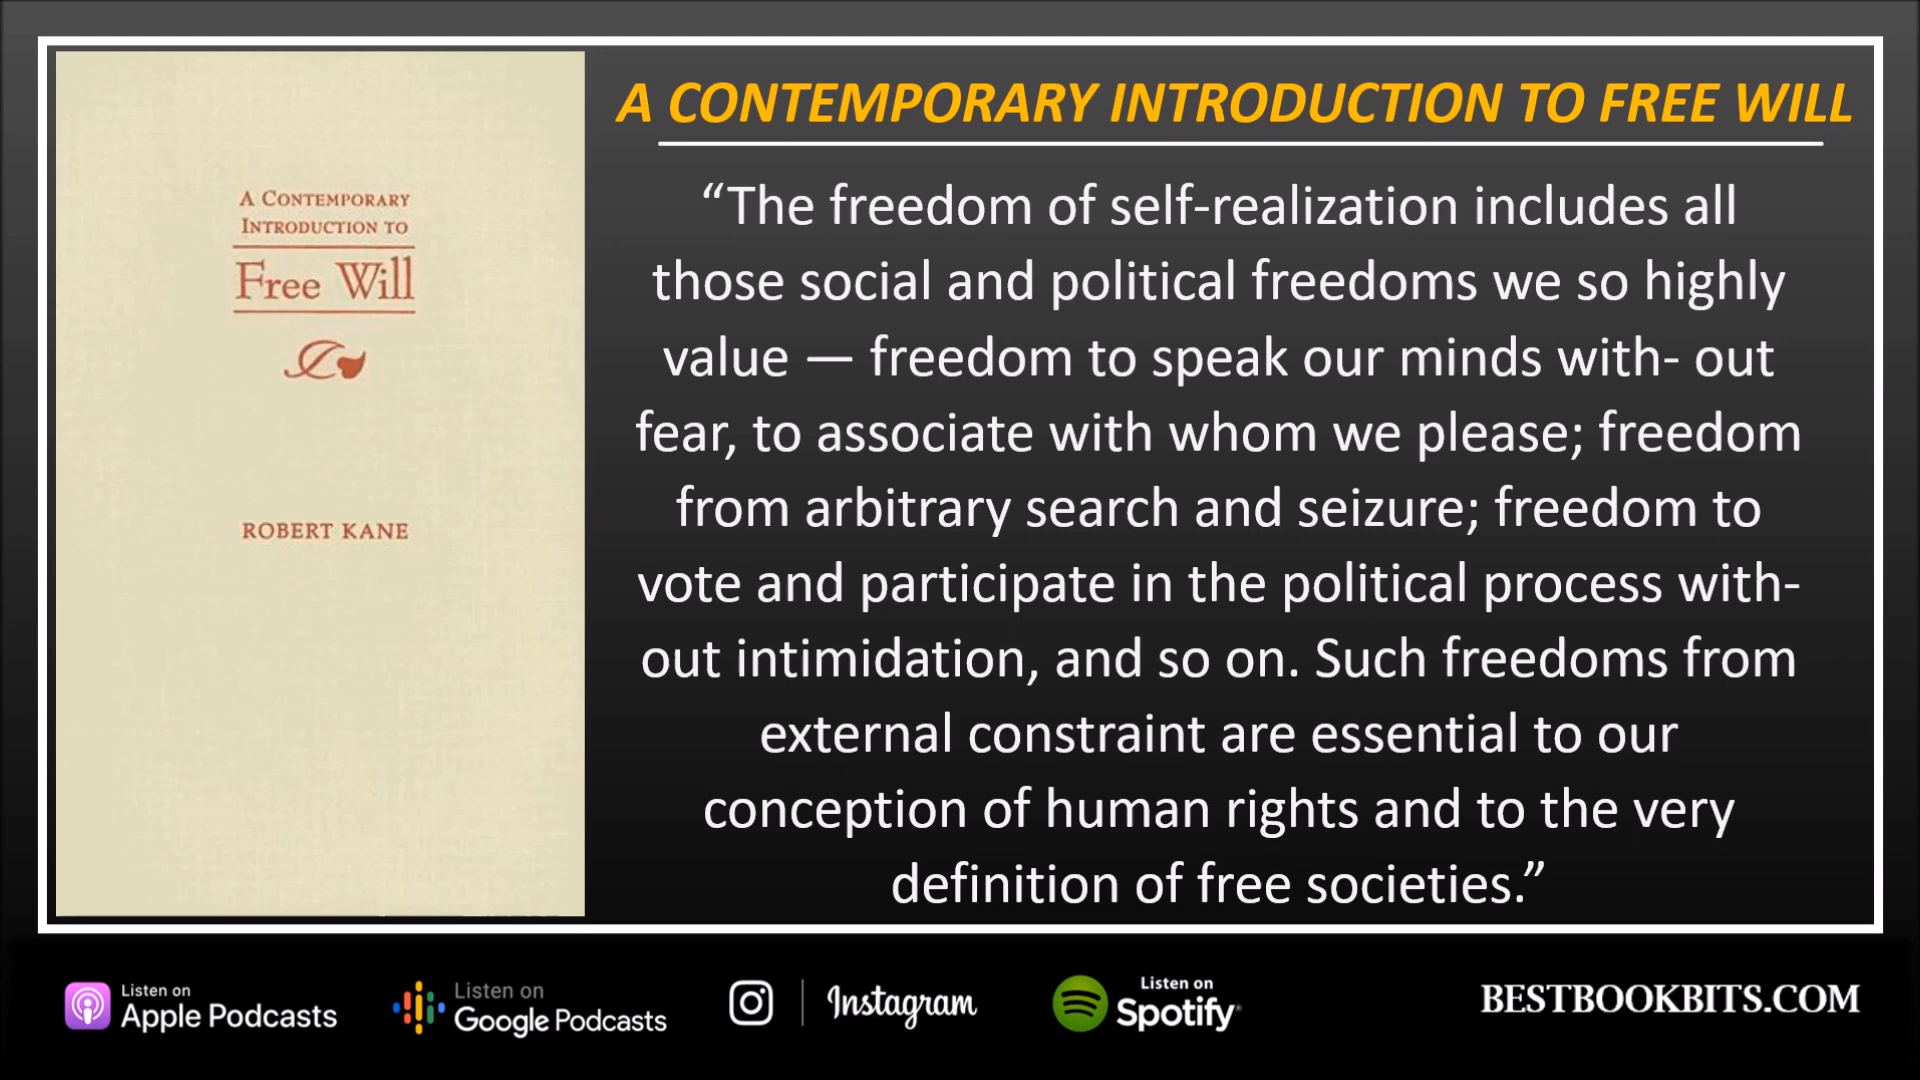 A CONTEMPORARY
INTRODUCTION TO
Free Will
ROBERT KANE
A CONTEMPORARY INTRODUCTION TO FREE WILL
“The freedom of self-realization includes all
those social and political freedoms we so highly
value — freedom to speak our minds with- out
fear, to associate with whom we please; freedom
from arbitrary search and seizure; freedom to
vote and participate in the political process with-
out intimidation, and so on. Such freedoms from
external constraint are essential to our
conception of human rights and to the very
definition of free societies.”
Listen on
Apple Podcasts
Listen on
Google Podcasts
Instagram
Listen on
Spotify
BESTBOOKBITS.COM